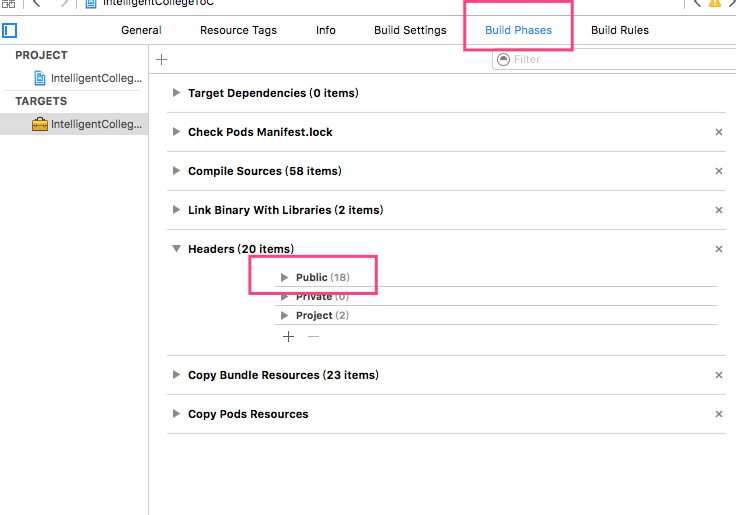 IntelligentCollegeToC
General Resource Tags Info Build Settings Build Phases Build Rules
PROJECT
IntelligentColleg...
TARGETS
IntelligentColleg...
Filter
Target Dependencies (0 items)
Check Pods Manifest.lock
Compile Sources (58 items)
Link Binary With Libraries (2 items)
Headers (20 items)
Public (18)
Private (0)
Project (2)
Copy Bundle Resources (23 items)
Copy Pods Resources